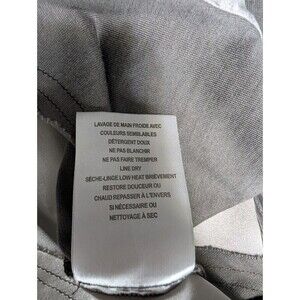 LAVAGE DE MAIN FROIDE AVEC
COULEURS SEMBLABLES
DÉTERGENT DOUX
NE PAS BLANCHIR
NE PAS FAIRE TREMPER
LINE DRY
SÈCHE-LINGE LOW HEAT BRIÈVEMENT
RESTORE DOUCEUR OU
CHAUD REPASSER À L'ENVERS
SI NÉCESSAIRE OU
NETTOYAGE À SEC